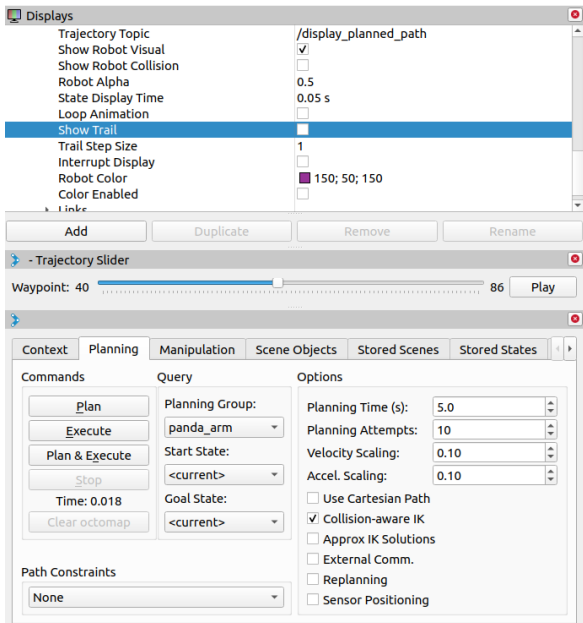 Displays
Trajectory Topic /display_planned_path
Show Robot Visual
Show Robot Collision
Robot Alpha 0.5
State Display Time 0.05 s
Loop Animation
Show Trail
Trail Step Size 1
Interrupt Display
Robot Color 150; 50; 150
Color Enabled
Links
Add Duplicate Remove Rename
- Trajectory Slider
Waypoint: 40 86 Play
Context Planning Manipulation Scene Objects Stored Scenes Stored States
Commands
Plan
Execute
Plan & Execute
Stop
Time: 0.018
Clear octomap
Query
Planning Group:
panda_arm
Start State:
<current>
Goal State:
<current>
Options
Planning Time (s): 5.0
Planning Attempts: 10
Velocity Scaling: 0.10
Accel. Scaling: 0.10
Use Cartesian Path
Collision-aware IK
Approx IK Solutions
External Comm.
Replanning
Sensor Positioning
Path Constraints
None